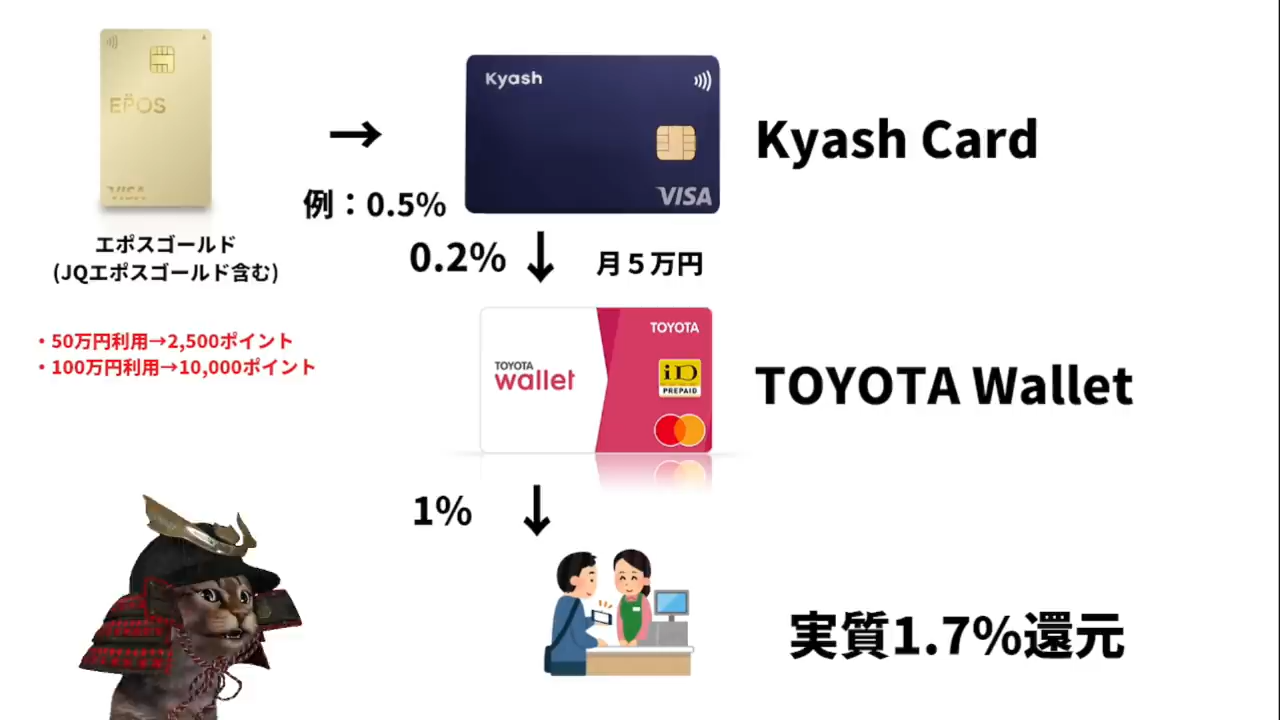 EPOS
VISA
エポスゴールド
(JQエポスゴールド含む)
・50万円利用→2,500ポイント
・100万円利用→10,000ポイント
→
例：0.5%
Kyash
VISA
Kyash Card
0.2%
↓
月５万円
TOYOTA
TOYOTA
wallet
iD
PREPAID
TOYOTA Wallet
1%
↓
実質1.7%還元